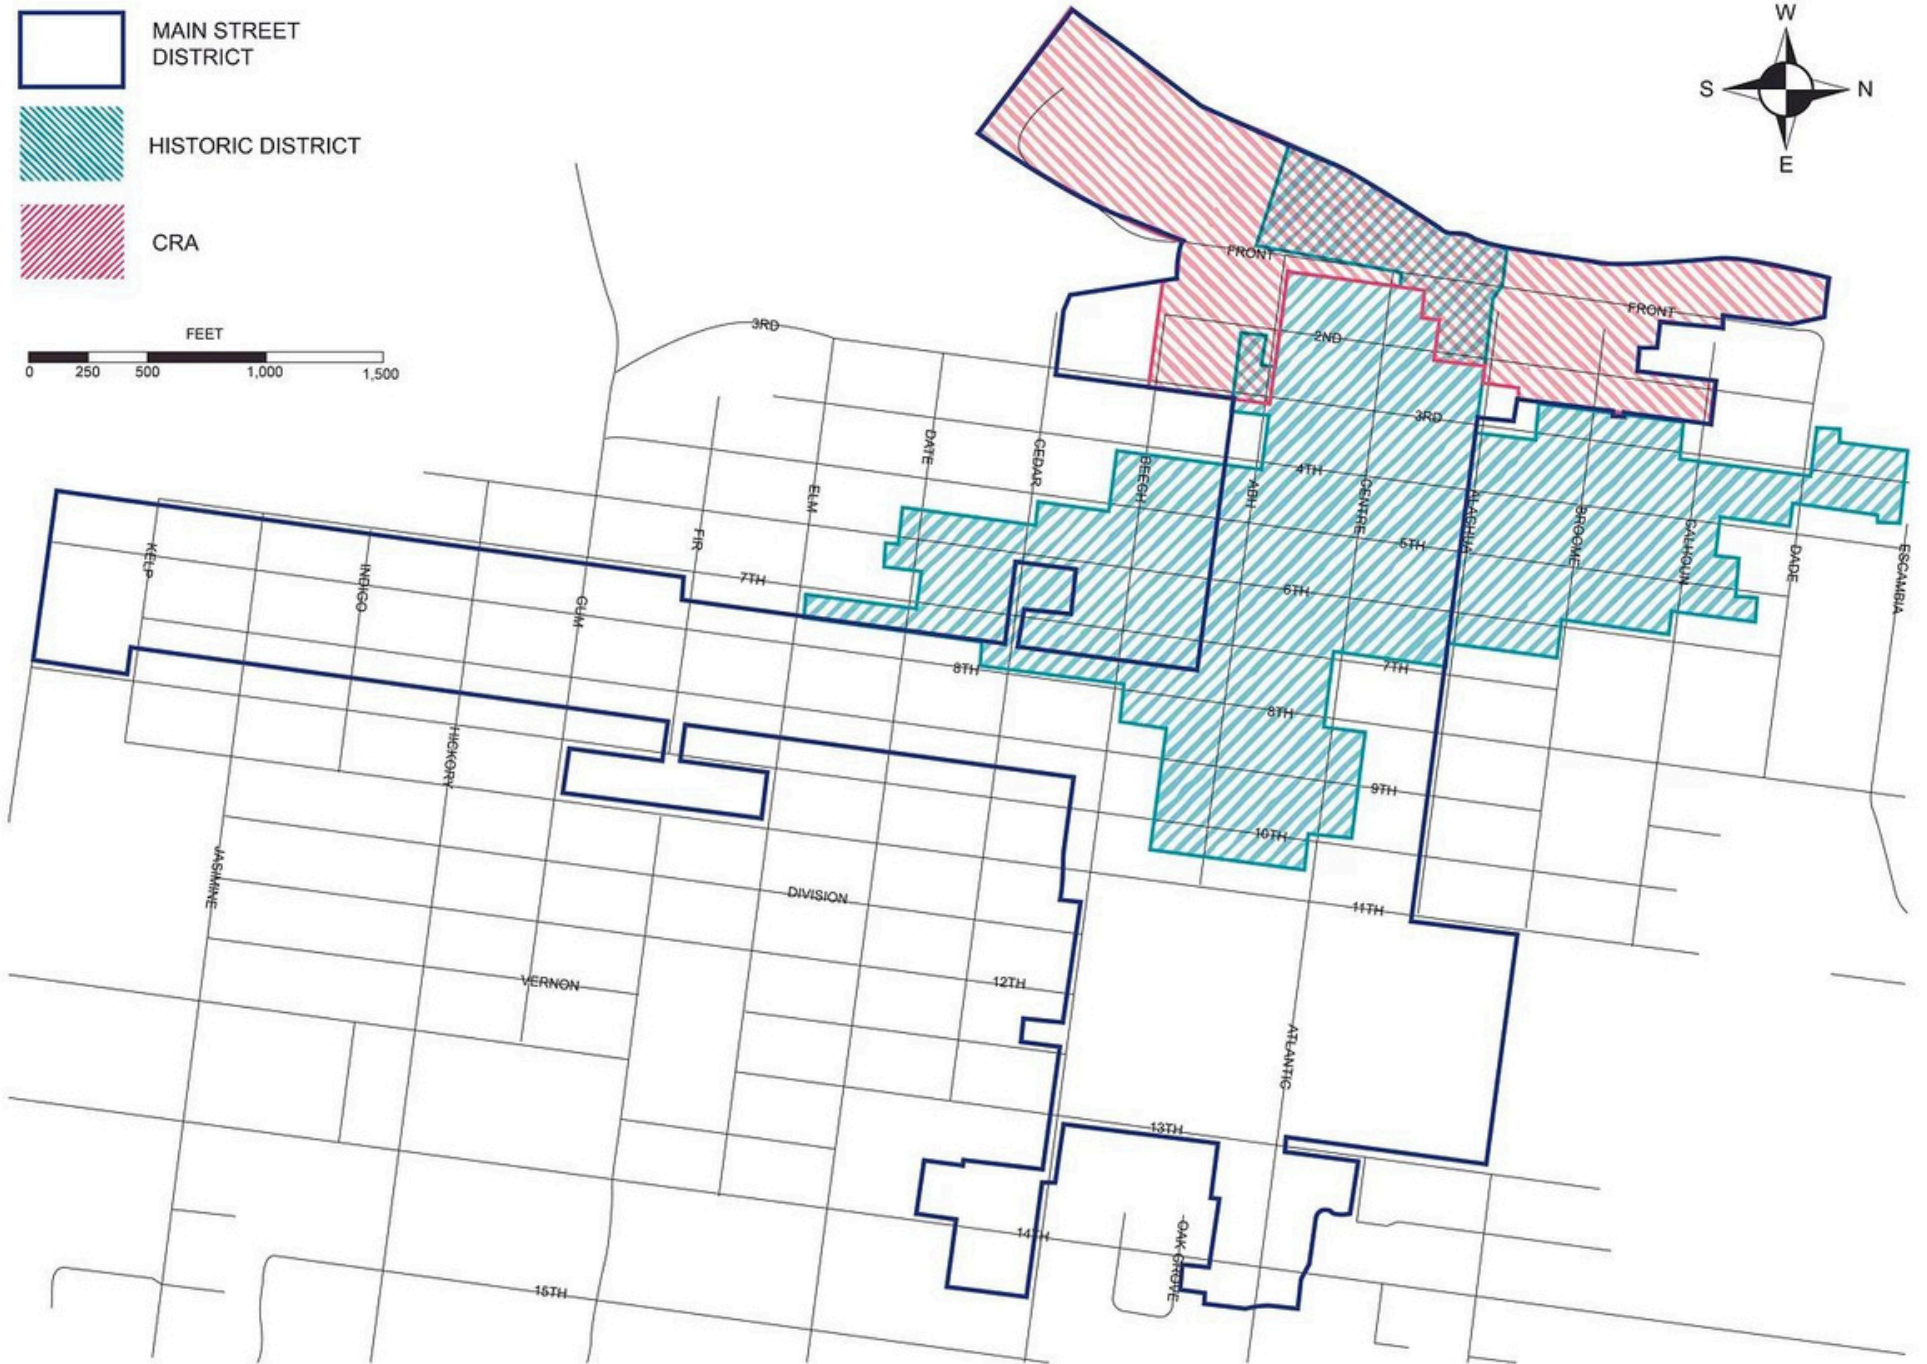 MAIN STREET
DISTRICT
HISTORIC DISTRICT
CRA
FEET
0 250 500 1,000 1,500
W
S N
E
FRONT
FRONT
3RD
2ND
3RD
DATE
CEDAR
BEECH
4TH
ASH
CENTRE
ALACHUA
BROOME
CALHOUN
DADE
ESCAMBIA
ELM
FIR
5TH
KELP
INDIGO
GUM
7TH
6TH
8TH
7TH
8TH
HICKORY
9TH
10TH
JASIMINE
DIVISION
11TH
VERNON
12TH
ATLANTIC
13TH
14TH
OAK GROVE
15TH